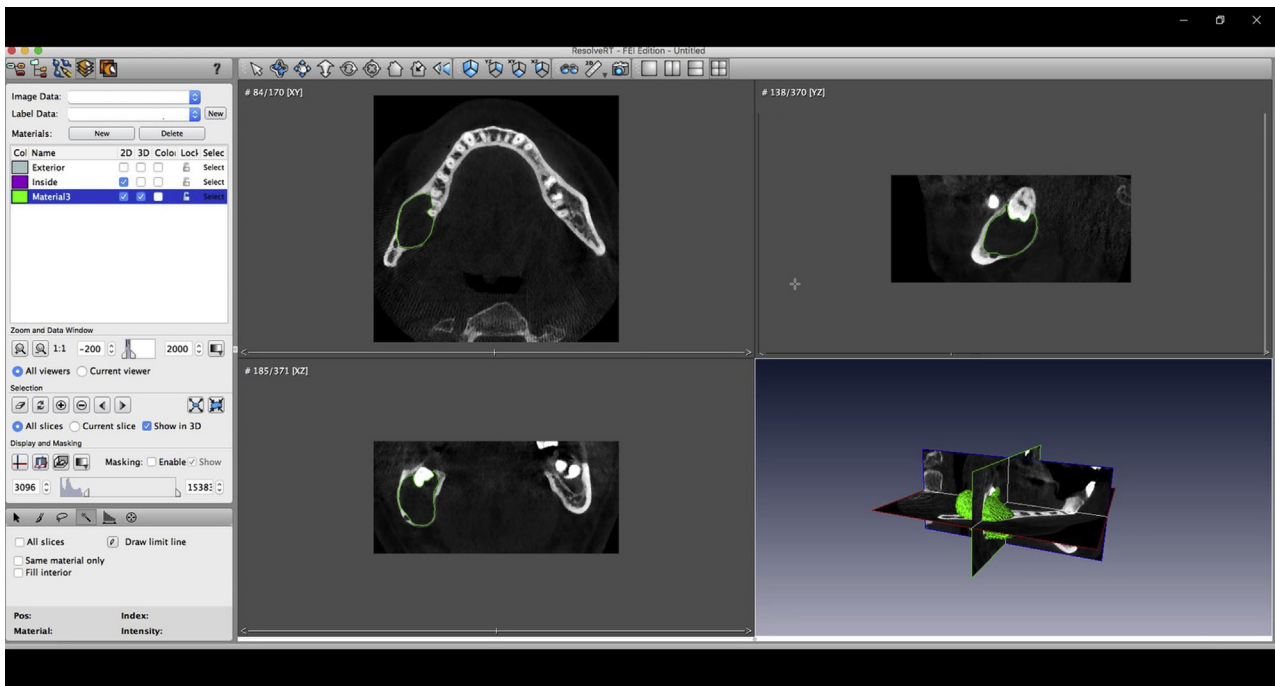 ResolveRT - FEI Edition - Untitled
?
Image Data:
Label Data:
New
Materials:
New
Delete
Col Name 2D 3D Color Lock Selec
Exterior Select
Inside Select
Material3 Select
Zoom and Data Window
1:1 -200 2000
All viewers Current viewer
Selection
All slices Current slice Show in 3D
Display and Masking
Masking: Enable Show
3096 1538
All slices Draw limit line
Same material only
Fill interior
Pos: Index:
Material: Intensity:
# 84/170 [XY]
# 138/370 [YZ]
# 185/371 [XZ]